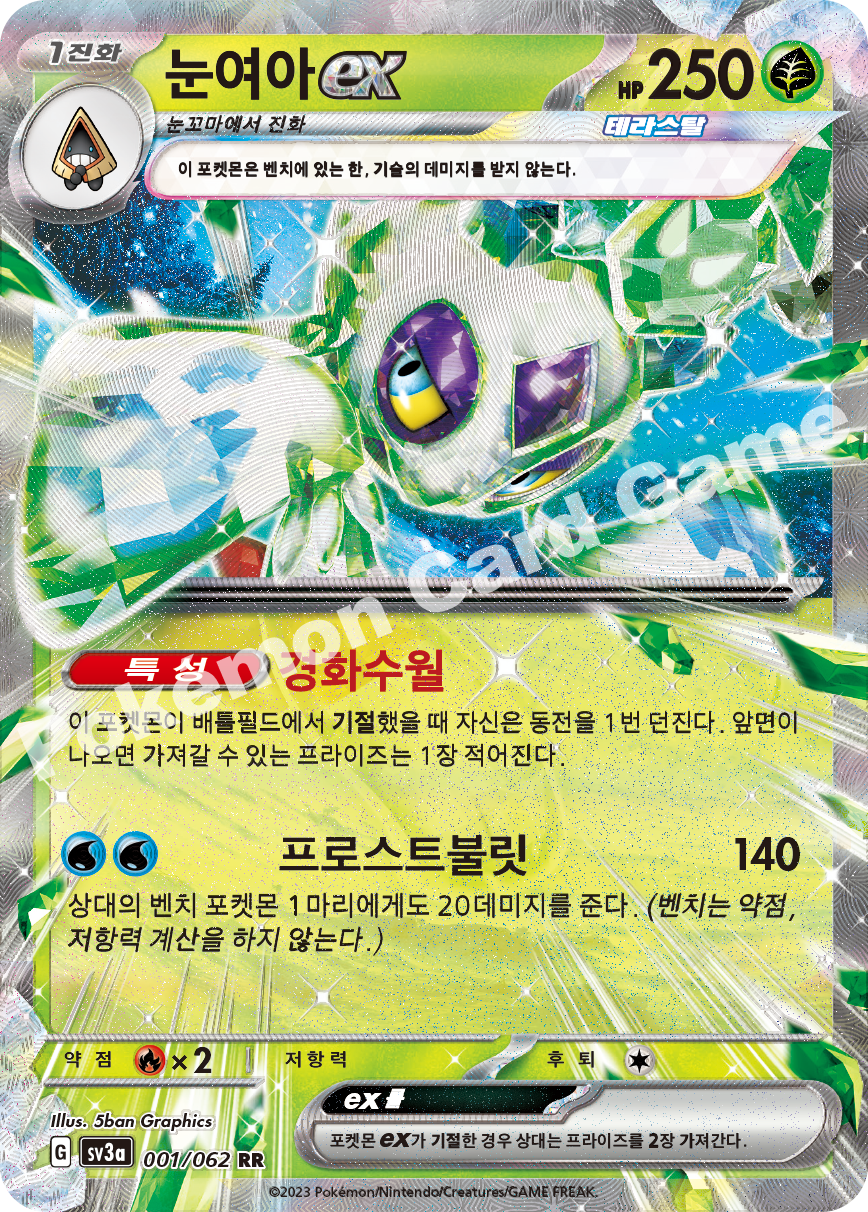 1진화
눈여아ex
HP 250
눈꼬마에서 진화
테라스탈
이 포켓몬은 벤치에 있는 한, 기술의 데미지를 받지 않는다.
특성 경화수월
이 포켓몬이 배틀필드에서 기절했을 때 자신은 동전을 1번 던진다. 앞면이
나오면 가져갈 수 있는 프라이즈는 1장 적어진다.
프로스트불릿 140
상대의 벤치 포켓몬 1마리에게도 20데미지를 준다. (벤치는 약점,
저항력 계산을 하지 않는다.)
약점 ×2 저항력 후퇴
ex룰
포켓몬 ex가 기절한 경우 상대는 프라이즈를 2장 가져간다.
Illus. 5ban Graphics
G sv3a 001/062 RR
©2023 Pokémon/Nintendo/Creatures/GAME FREAK.
Pokémon Card Game